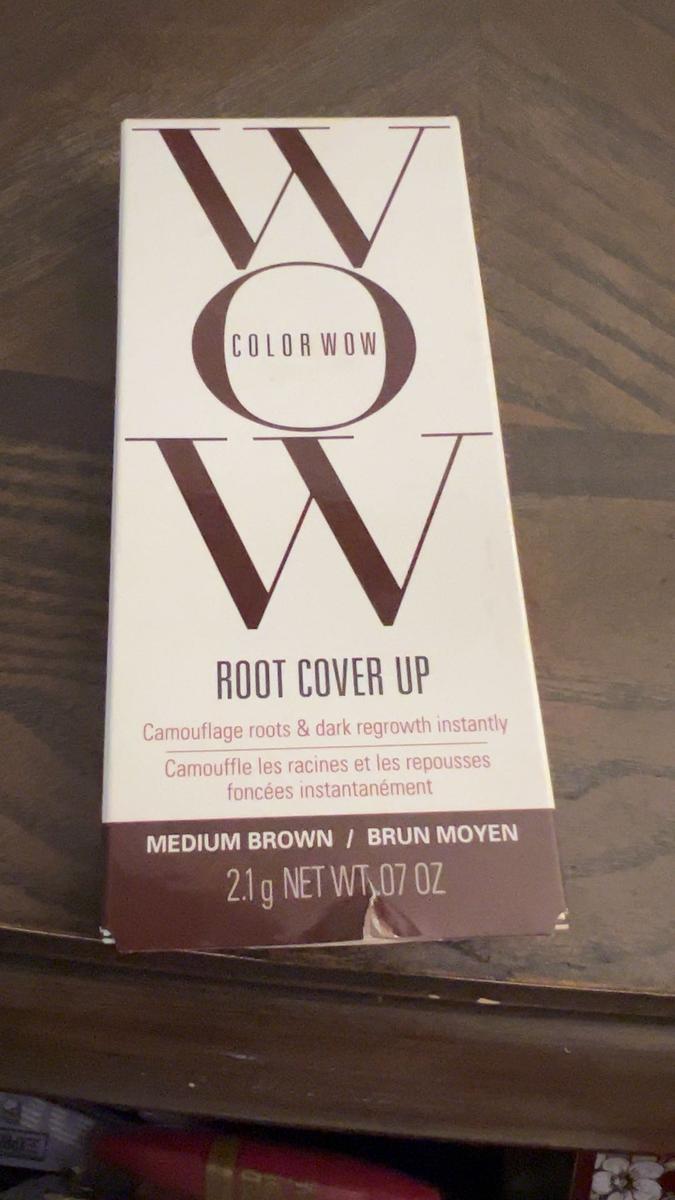 W
O
COLOR WOW
W
ROOT COVER UP
Camouflage roots & dark regrowth instantly
Camouffle les racines et les repousses
foncées instantanément
MEDIUM BROWN / BRUN MOYEN
2.1 g NET WT .07 OZ